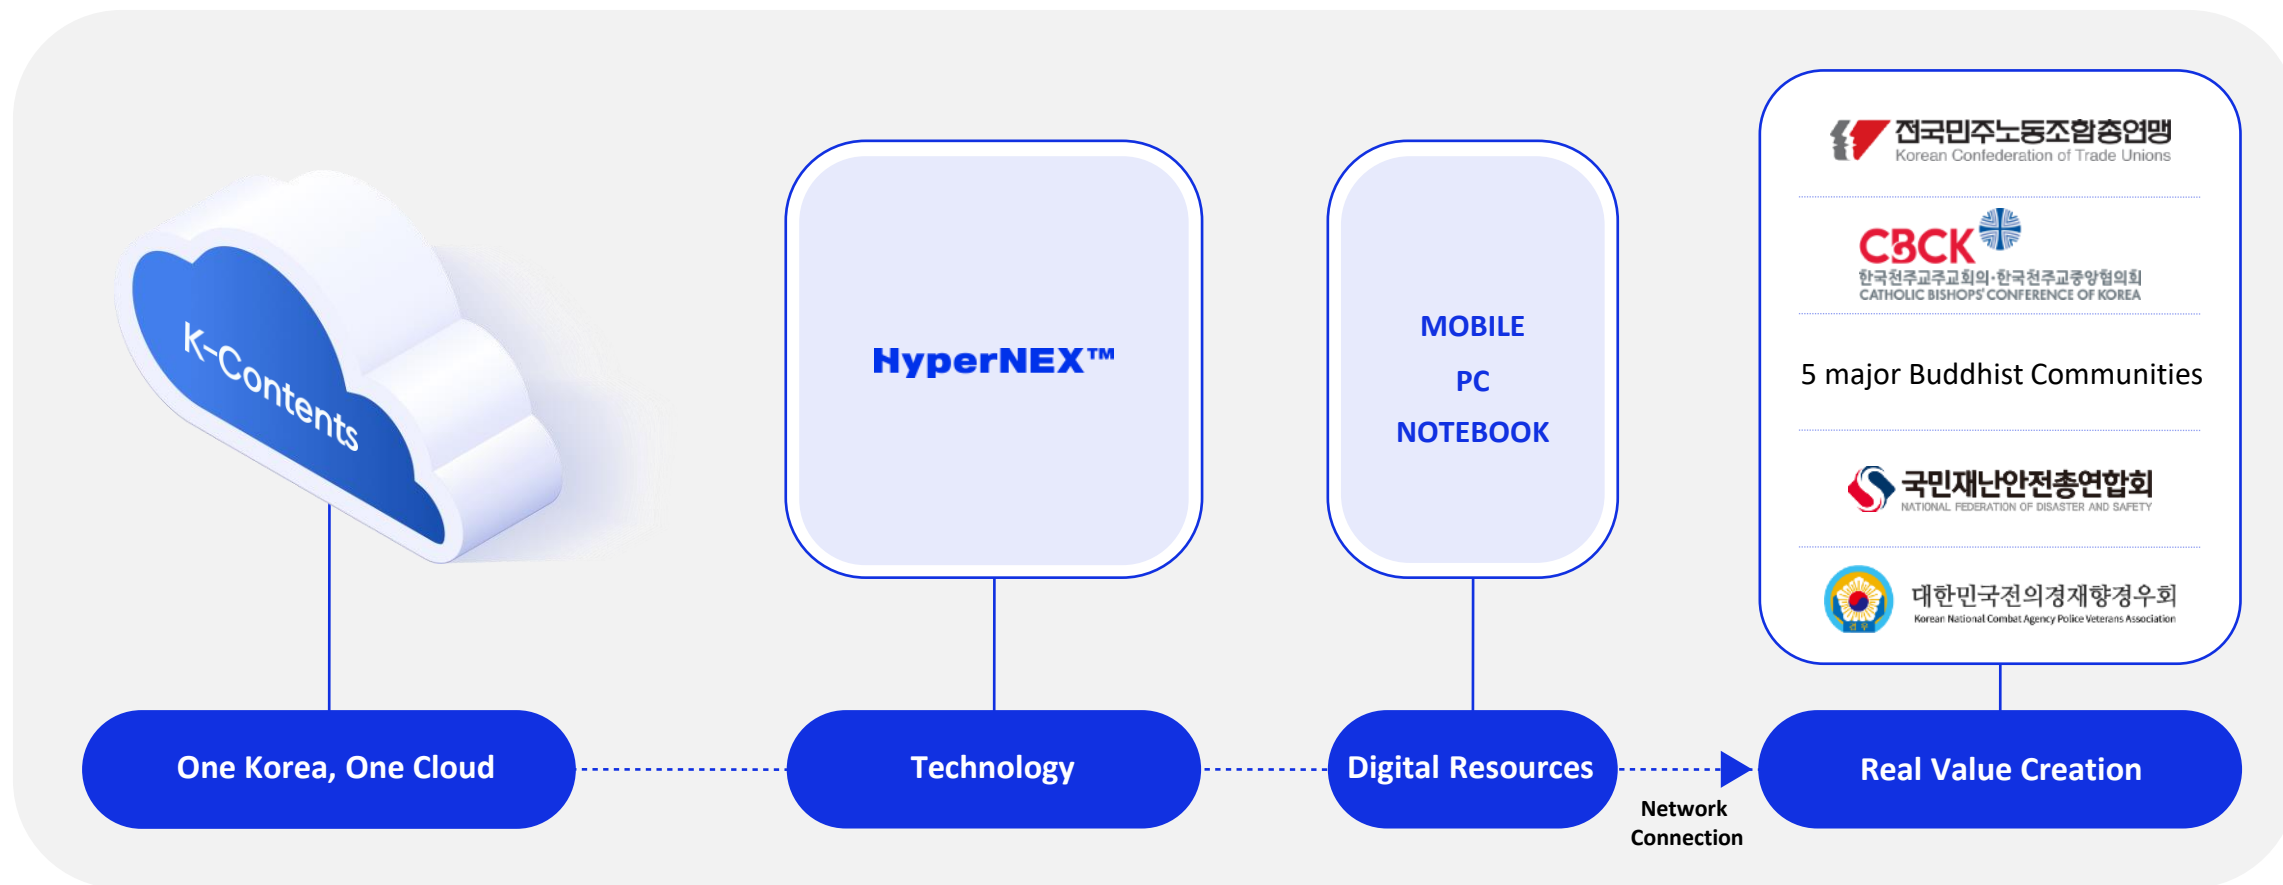 K-Contents
One Korea, One Cloud
HyperNEX™
Technology
MOBILE
PC
NOTEBOOK
Digital Resources
Network
Connection
전국민주노동조합총연맹
Korean Confederation of Trade Unions
CBCK
한국천주교주교회의·한국천주교중앙협의회
CATHOLIC BISHOPS' CONFERENCE OF KOREA
5 major Buddhist Communities
국민재난안전총연합회
NATIONAL FEDERATION OF DISASTER AND SAFETY
대한민국전의경재향경우회
Korean National Combat Agency Police Veterans Association
경우
Real Value Creation